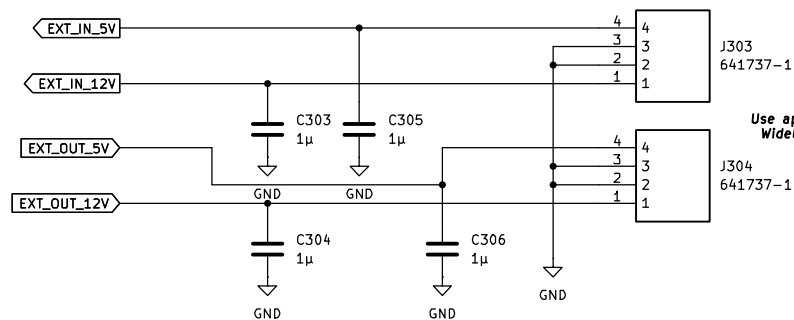 EXT_IN_5V
4 4
3 3
2 2
1 1
J303
641737-1
EXT_IN_12V
C303
1µ
C305
1µ
GND
GND
Use ap
Wide
EXT_OUT_5V
4 4
3 3
2 2
1 1
J304
641737-1
EXT_OUT_12V
C304
1µ
C306
1µ
GND
GND
GND